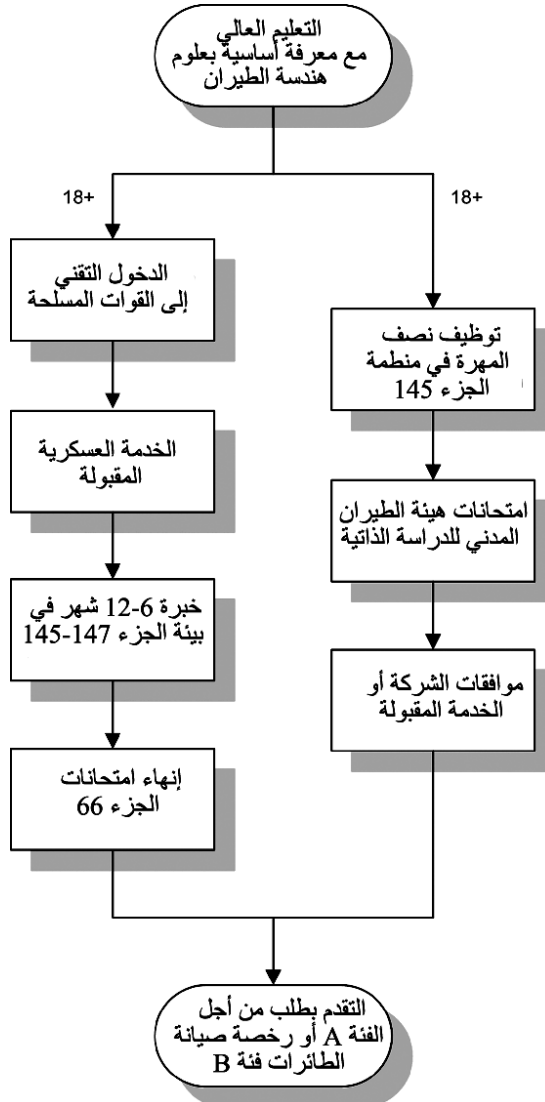 التعليم العالي
مع معرفة أساسية بعلوم
هندسة الطيران
18+
18+
الدخول التقني
إلى القوات المسلحة
توظيف نصف
المهرة في منظمة
الجزء 145
الخدمة العسكرية
المقبولة
امتحانات هيئة الطيران
المدني للدراسة الذاتية
خبرة 6-12 شهر في
بيئة الجزء 147-145
موافقات الشركة أو
الخدمة المقبولة
إنهاء امتحانات
الجزء 66
التقدم بطلب من أجل
الفئة A أو رخصة صيانة
الطائرات فئة B